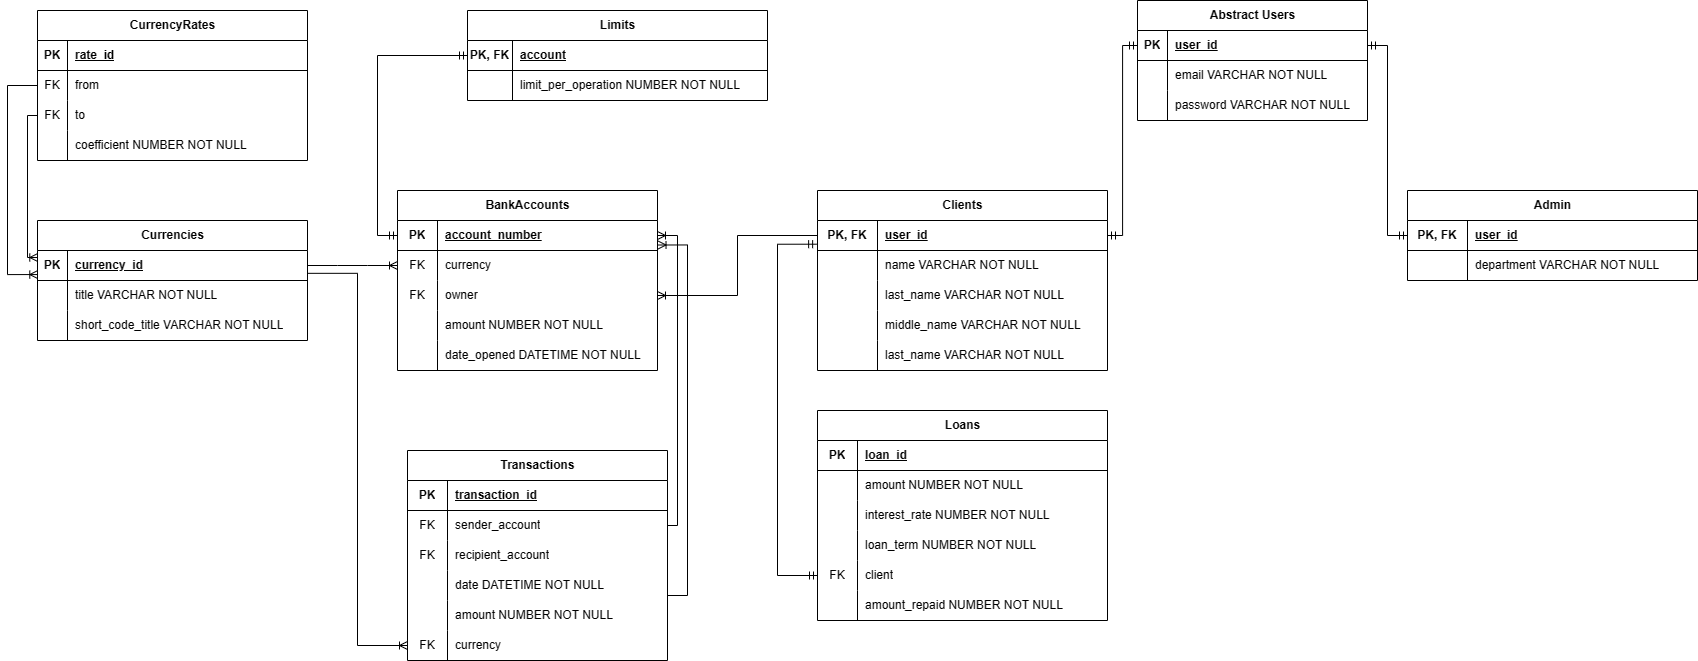 CurrencyRates
PK rate_id
FK from
FK to
coefficient NUMBER NOT NULL
Limits
PK, FK account
limit_per_operation NUMBER NOT NULL
Abstract Users
PK user_id
email VARCHAR NOT NULL
password VARCHAR NOT NULL
Currencies
PK currency_id
title VARCHAR NOT NULL
short_code_title VARCHAR NOT NULL
BankAccounts
PK account_number
FK currency
FK owner
amount NUMBER NOT NULL
date_opened DATETIME NOT NULL
Clients
PK, FK user_id
name VARCHAR NOT NULL
last_name VARCHAR NOT NULL
middle_name VARCHAR NOT NULL
last_name VARCHAR NOT NULL
Admin
PK, FK user_id
department VARCHAR NOT NULL
Transactions
PK transaction_id
FK sender_account
FK recipient_account
date DATETIME NOT NULL
amount NUMBER NOT NULL
FK currency
Loans
PK loan_id
amount NUMBER NOT NULL
interest_rate NUMBER NOT NULL
loan_term NUMBER NOT NULL
FK client
amount_repaid NUMBER NOT NULL